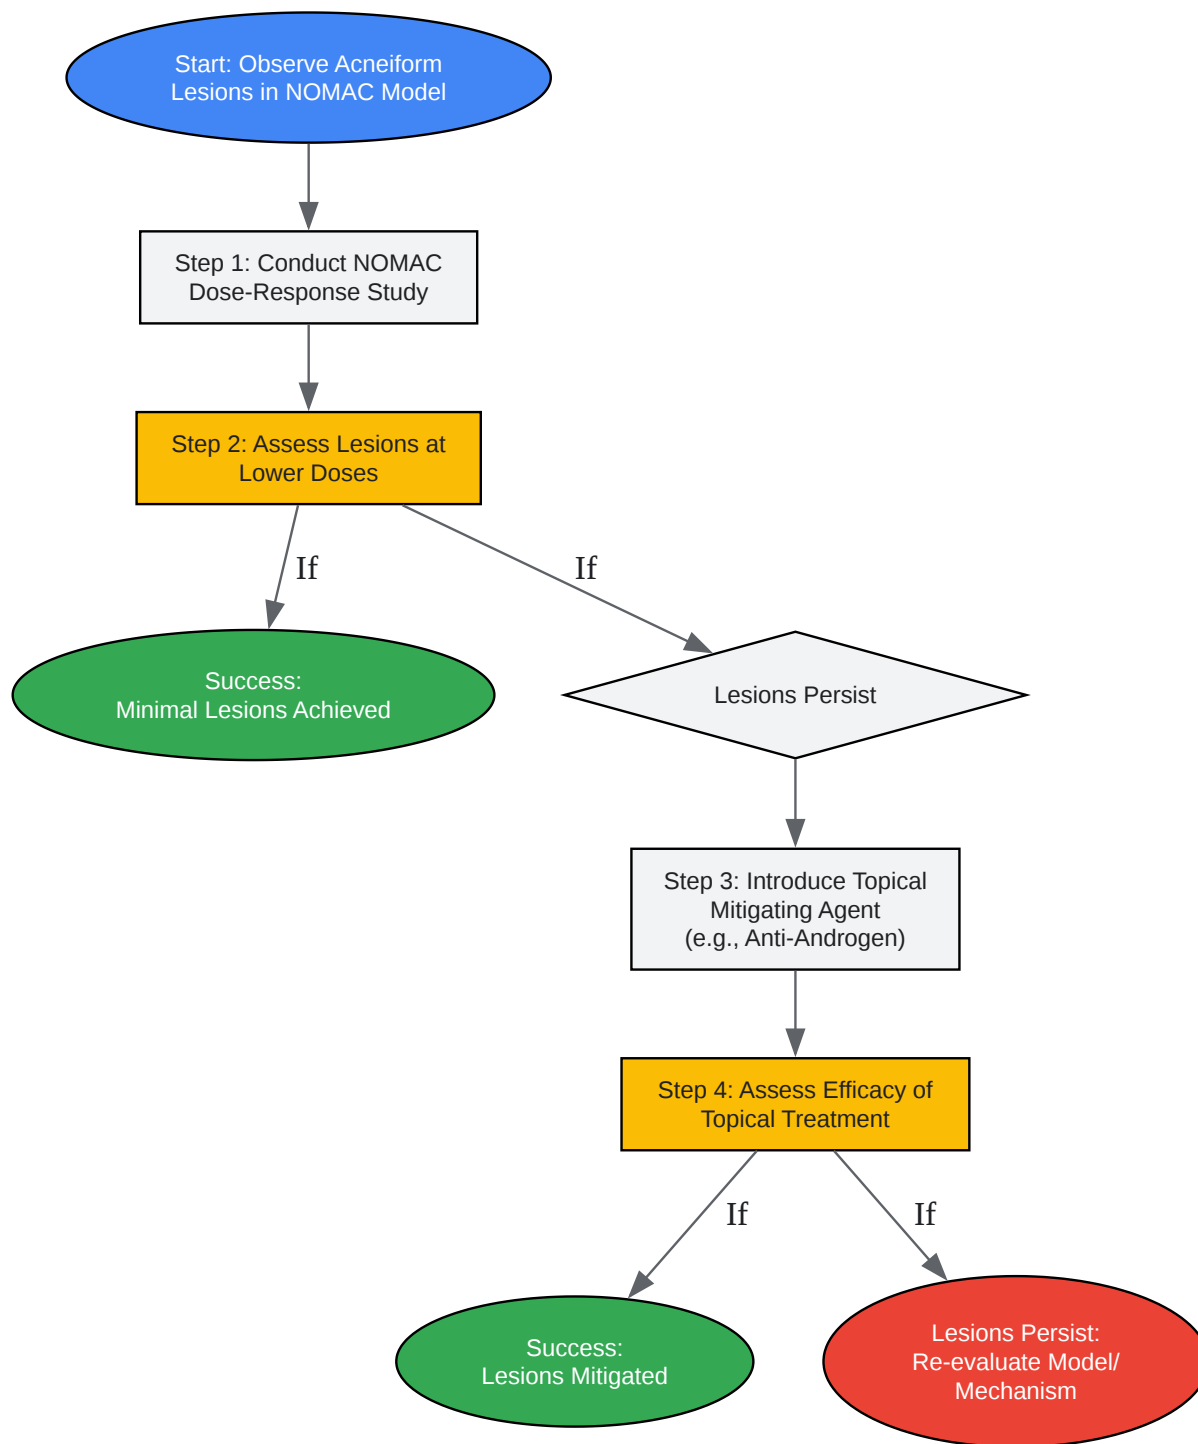 Start: Observe Acneiform
Lesions in NOMAC Model
Step 1: Conduct NOMAC
Dose-Response Study
Step 2: Assess Lesions at
Lower Doses
If
If
Success:
Minimal Lesions Achieved
Lesions Persist
Step 3: Introduce Topical
Mitigating Agent
(e.g., Anti-Androgen)
Step 4: Assess Efficacy of
Topical Treatment
If
If
Success:
Lesions Mitigated
Lesions Persist:
Re-evaluate Model/
Mechanism